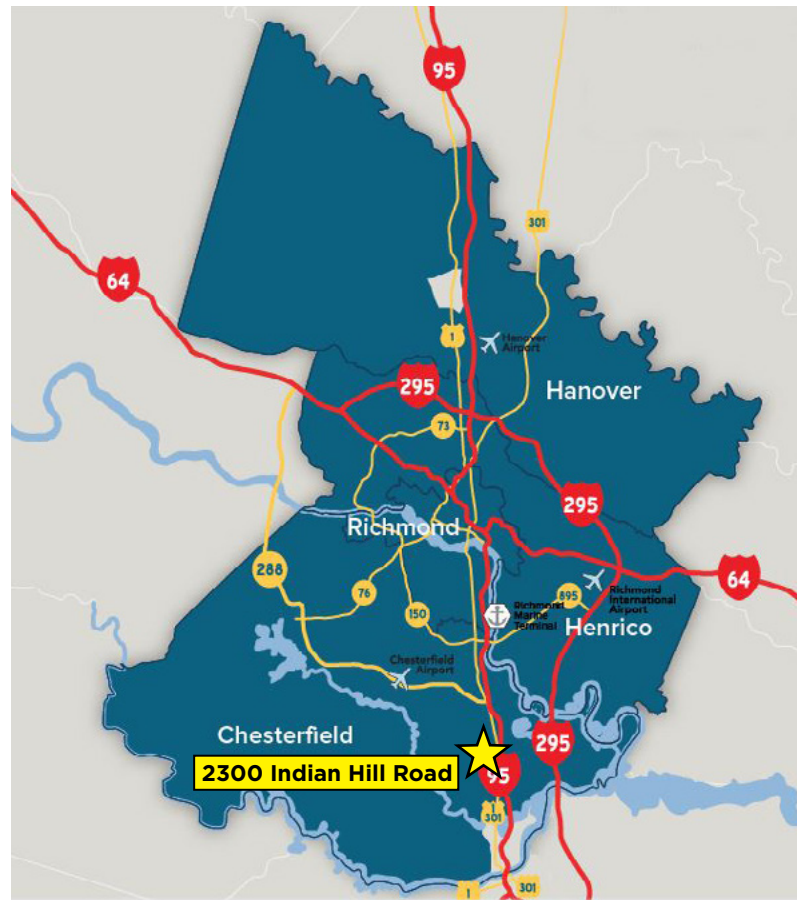 95
301
64
1
Hanover
Airport
295
Hanover
73
295
Richmond
288
64
76
895
Richmond
International
Airport
150
Richmond
Marine
Terminal
Henrico
Chesterfield
Airport
Chesterfield
295
2300 Indian Hill Road
95
1
301
1
301